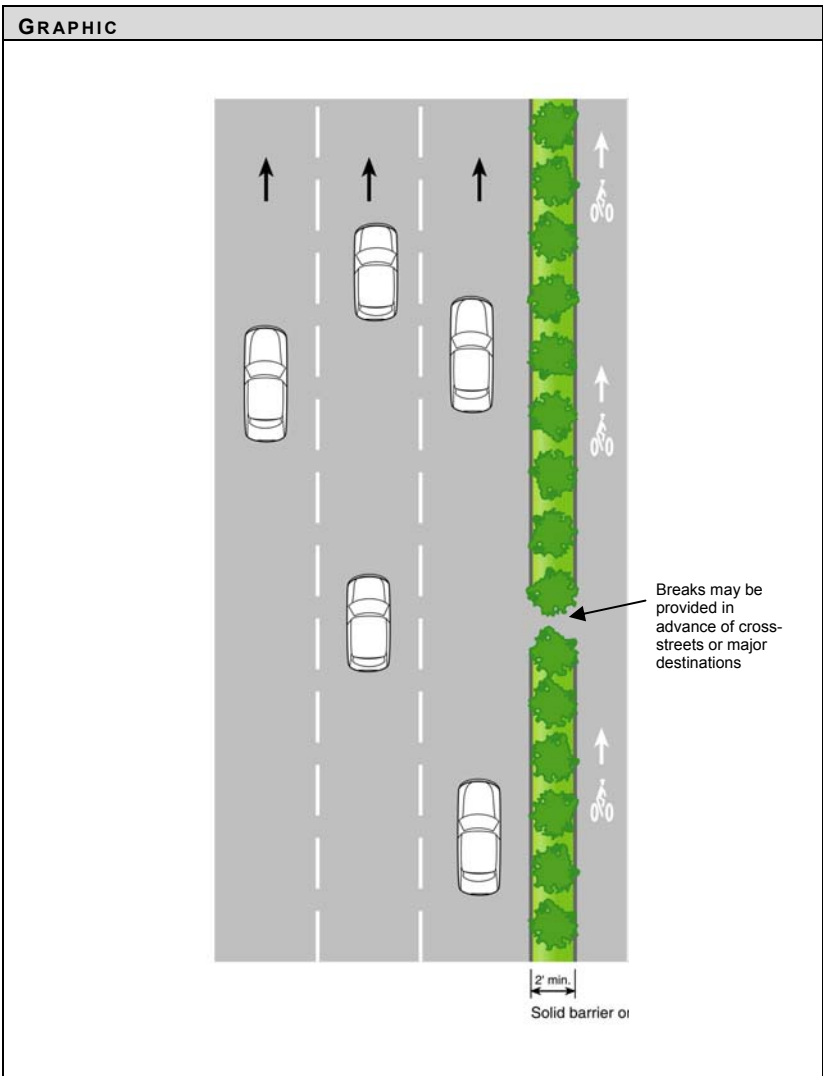 GRAPHIC
Breaks may be
provided in
advance of cross-
streets or major
destinations
2' min.
Solid barrier